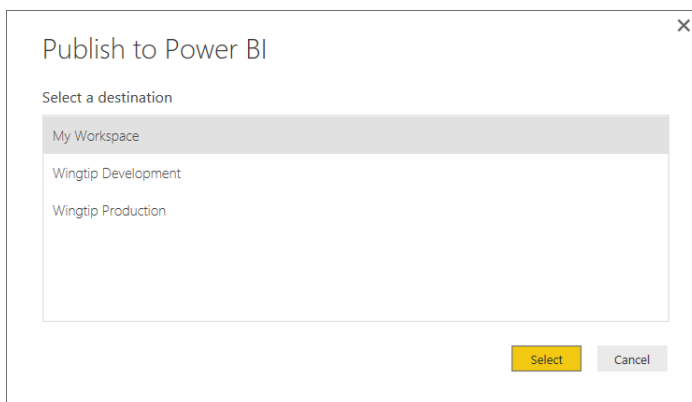 Publish to Power BI
Select a destination
My Workspace
Wingtip Development
Wingtip Production
Select Cancel